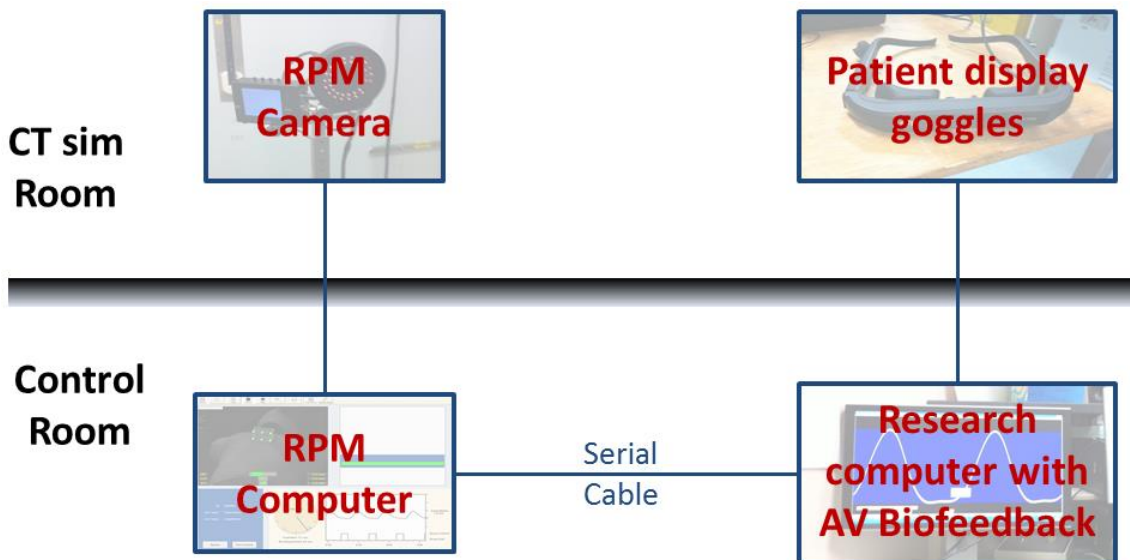 RPM
Camera
Patient display
goggles
CT sim
Room
Control
Room
RPM
Computer
Serial
Cable
Research
computer with
AV Biofeedback